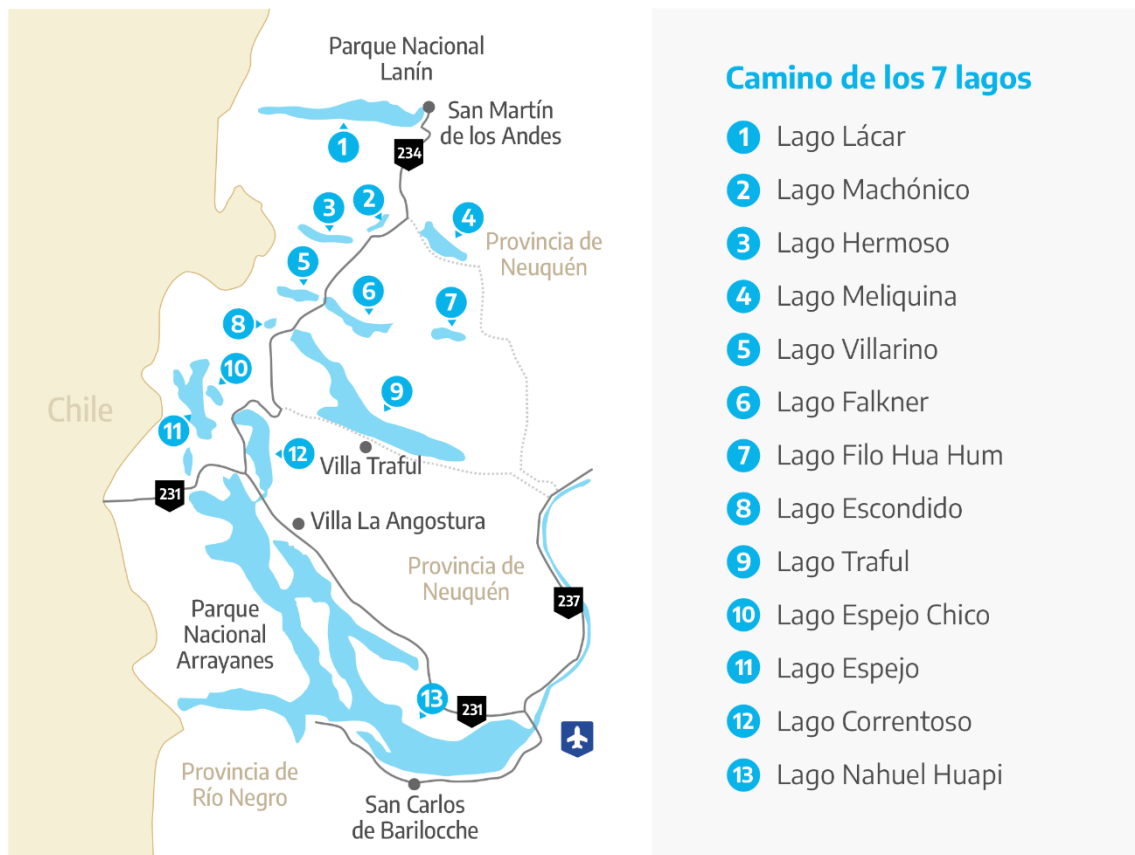 Parque Nacional
Lanín
San Martín
de los Andes
1
234
2
3
4
Provincia de
Neuquén
5
6
7
8
10
9
Chile
11
12
Villa Traful
231
Villa La Angostura
Provincia de
Neuquén
237
Parque
Nacional
Arrayanes
13
231
Provincia de
Río Negro
San Carlos
de Barilocche
Camino de los 7 lagos
1 Lago Lácar
2 Lago Machónico
3 Lago Hermoso
4 Lago Meliquina
5 Lago Villarino
6 Lago Falkner
7 Lago Filo Hua Hum
8 Lago Escondido
9 Lago Traful
10 Lago Espejo Chico
11 Lago Espejo
12 Lago Correntoso
13 Lago Nahuel Huapi